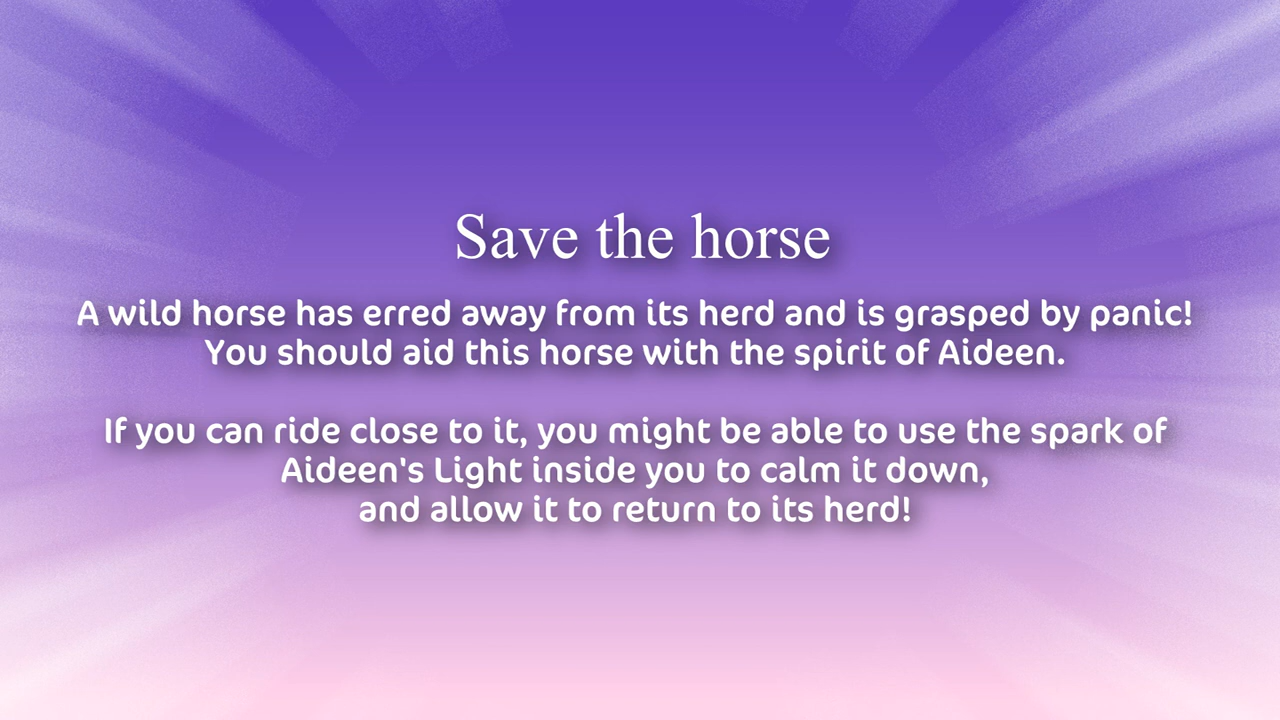 Save the horse
A wild horse has erred away from its herd and is grasped by panic!
You should aid this horse with the spirit of Aideen.
If you can ride close to it, you might be able to use the spark of
Aideen's Light inside you to calm it down,
and allow it to return to its herd!